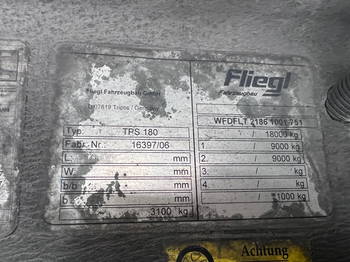 Fliegl Fahrzeugbau GmbH
Fliegl
Fahrzeugbau
D-07819 Triptis / Germany
WFDFLT 2186 1001 751
Typ: TPS 180
/ 18000 kg
Fabr.-Nr.: 16397/06
1. / 9000 kg
L. mm
2. / 9000 kg
W. mm
3. / kg
b/b mm
4. / kg
b mm
/ 1000 kg
3100 kg
Achtung